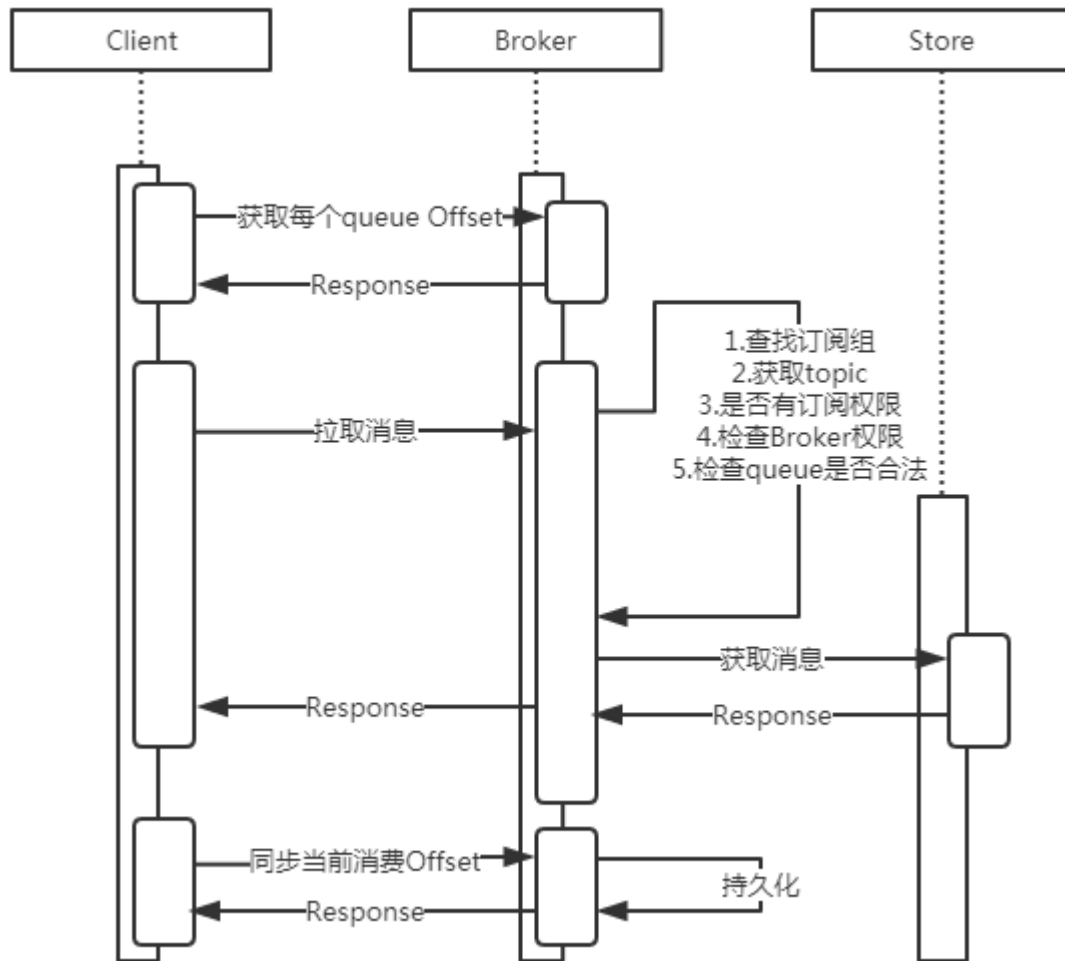 Client
Broker
Store
获取每个queue Offset
Response
1.查找订阅组
2.获取topic
3.是否有订阅权限
4.检查Broker权限
5.检查queue是否合法
拉取消息
获取消息
Response
Response
同步当前消费Offset
持久化
Response